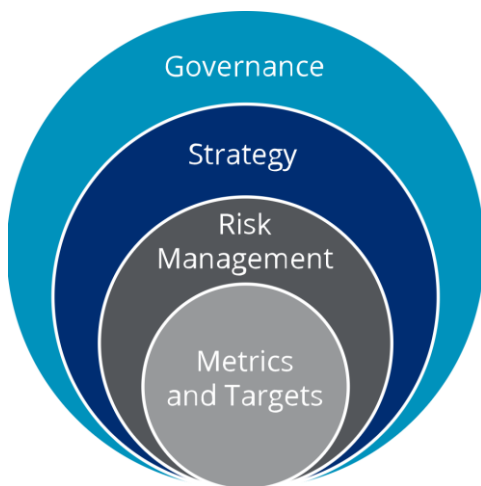 Governance
Strategy
Risk
Management
Metrics
and Targets